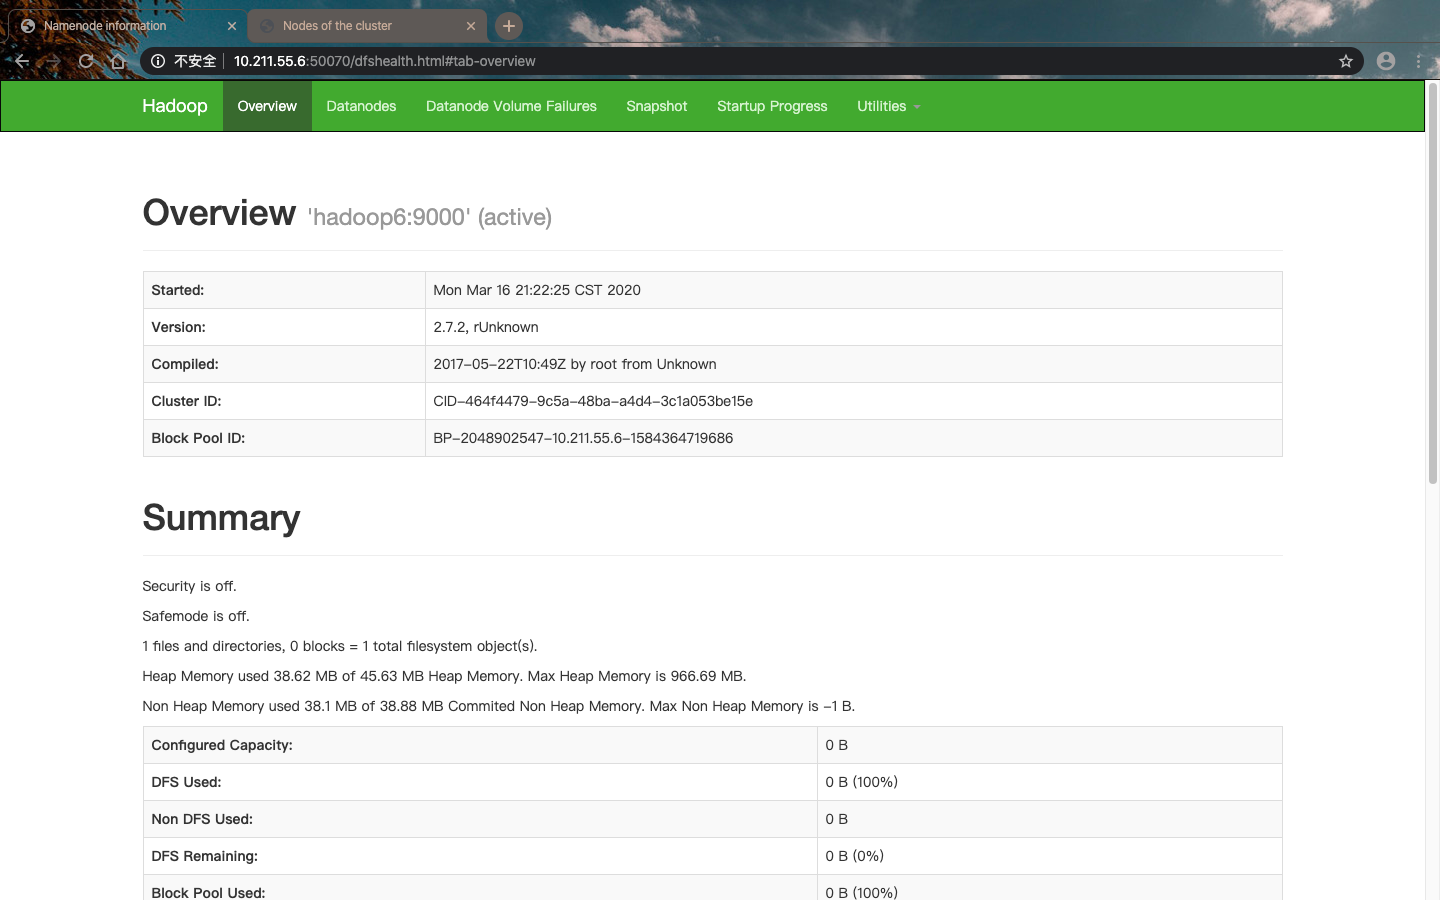 Namenode information
Nodes of the cluster
不安全 10.211.55.6:50070/dfshealth.html#tab-overview
Hadoop Overview Datanodes Datanode Volume Failures Snapshot Startup Progress Utilities
Overview 'hadoop6:9000' (active)
Started: Mon Mar 16 21:22:25 CST 2020
Version: 2.7.2, rUnknown
Compiled: 2017-05-22T10:49Z by root from Unknown
Cluster ID: CID-464f4479-9c5a-48ba-a4d4-3c1a053be15e
Block Pool ID: BP-2048902547-10.211.55.6-1584364719686
Summary
Security is off.
Safemode is off.
1 files and directories, 0 blocks = 1 total filesystem object(s).
Heap Memory used 38.62 MB of 45.63 MB Heap Memory. Max Heap Memory is 966.69 MB.
Non Heap Memory used 38.1 MB of 38.88 MB Commited Non Heap Memory. Max Non Heap Memory is -1 B.
Configured Capacity: 0 B
DFS Used: 0 B (100%)
Non DFS Used: 0 B
DFS Remaining: 0 B (0%)
Block Pool Used: 0 B (100%)